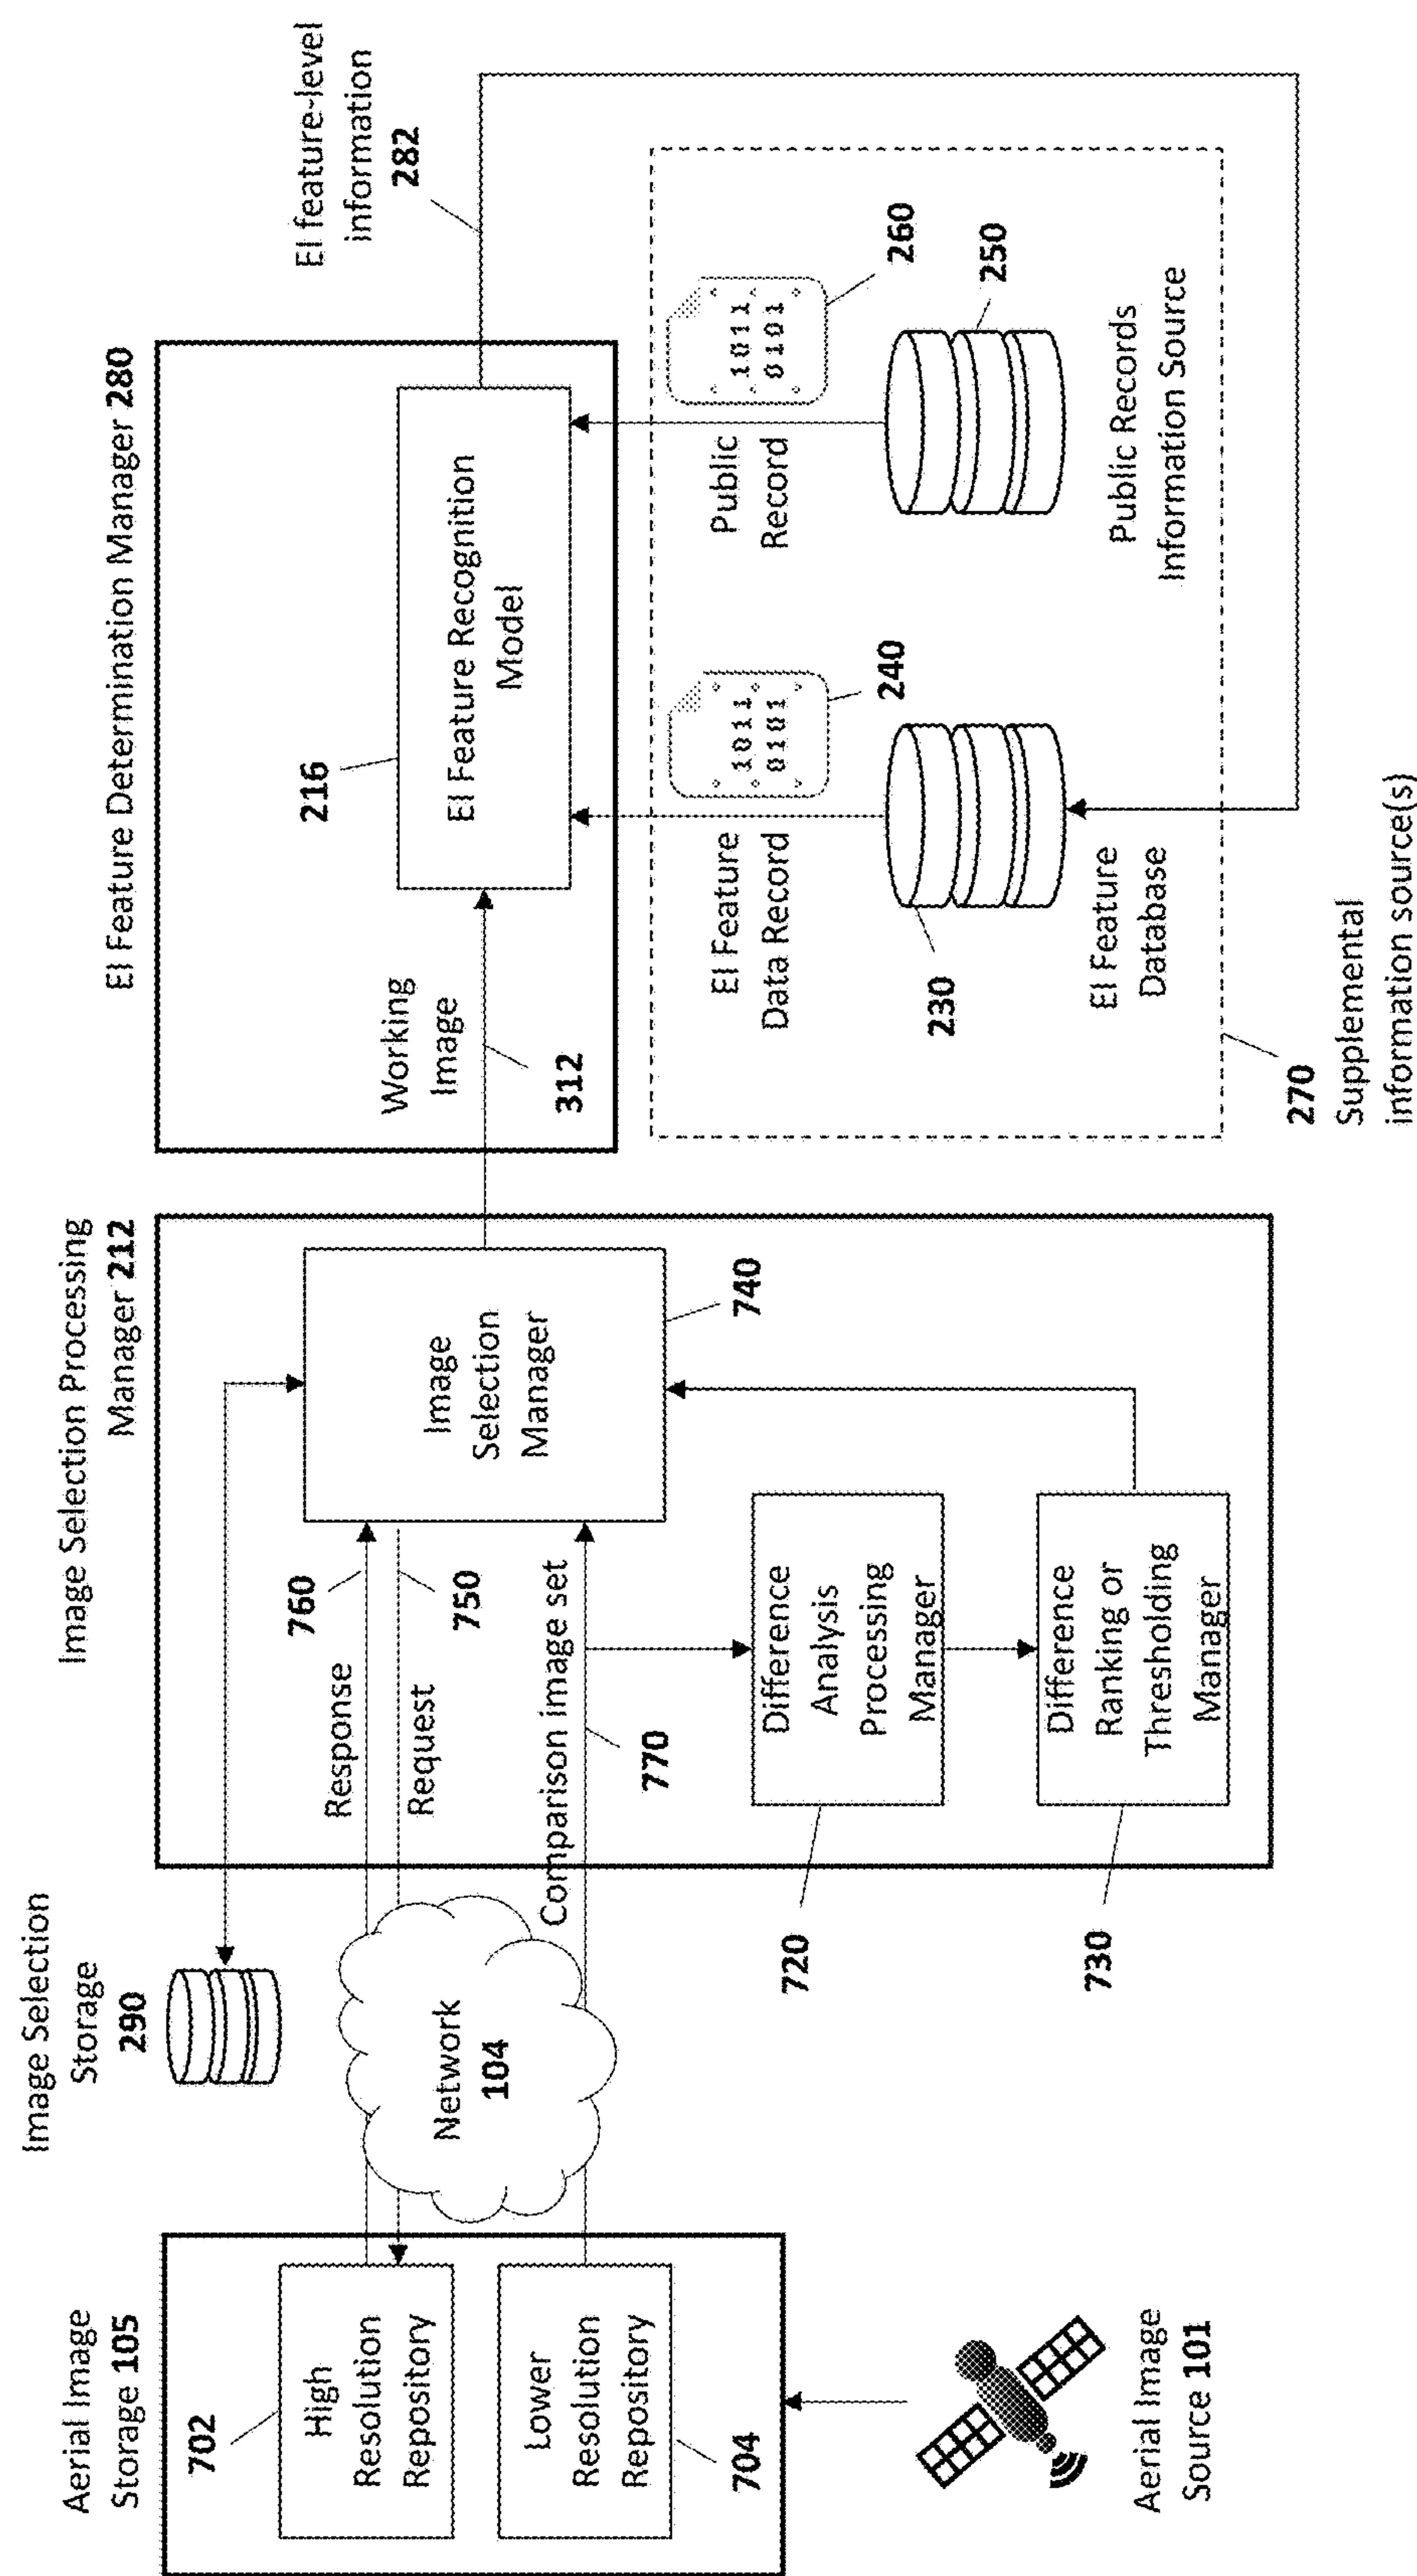 Aerial Image
Storage 105
702
High
Resolution
Repository
Lower
Resolution
Repository
704
Aerial Image
Source 101
Image Selection
Storage
290
Network
104
Image Selection Processing
Manager 212
Response
760
Request
750
Comparison image set
770
Image
Selection
Manager
740
Difference
Analysis
Processing
Manager
720
Difference
Ranking or
Thresholding
Manager
730
EI Feature Determination Manager 280
Working
Image
312
216
EI Feature Recognition
Model
EI feature-level
information
282
EI Feature
Data Record
1011
0101
240
230
EI Feature
Database
Public
Record
1011
0101
260
250
Public Records
Information Source
270
Supplemental
information source(s)